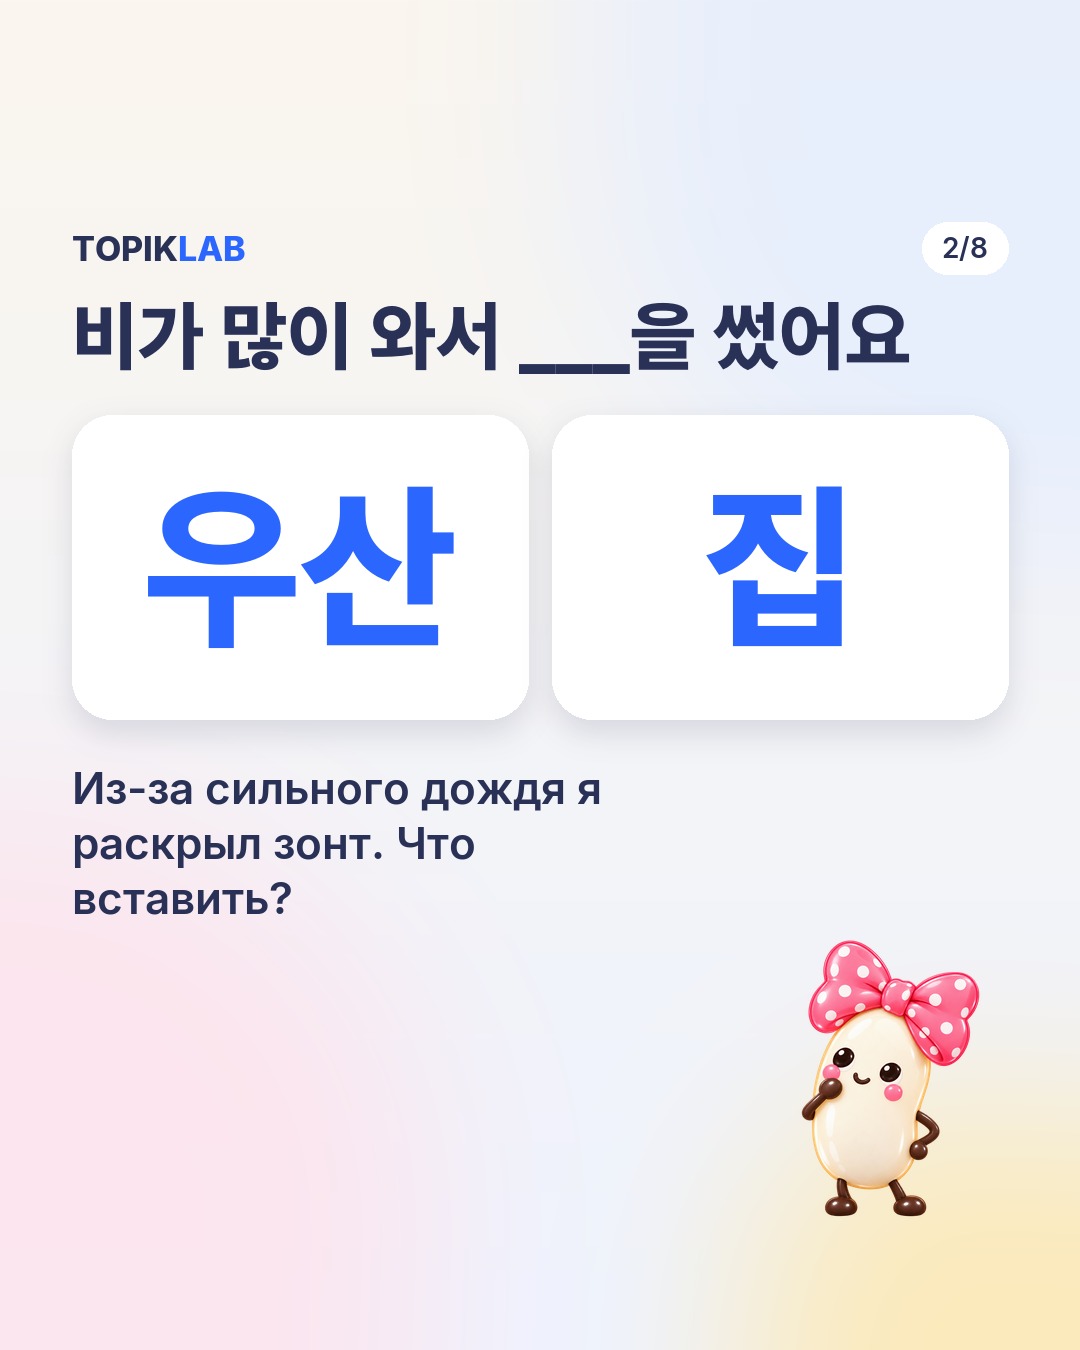 TOPIKLAB
2/8
비가 많이 와서 ___을 썼어요
우산
집
Из-за сильного дождя я
раскрыл зонт. Что
вставить?